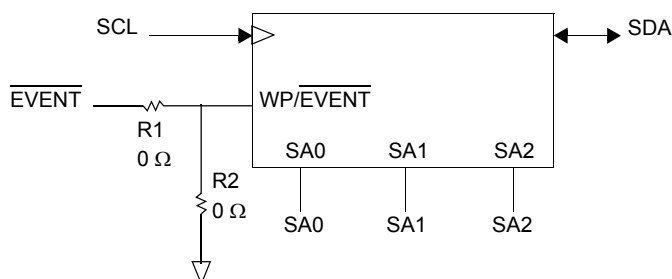 SCL
SDA
EVENT
WP/EVENT
R1
0 Ω
SA0 SA1 SA2
R2
0 Ω
SA0 SA1 SA2